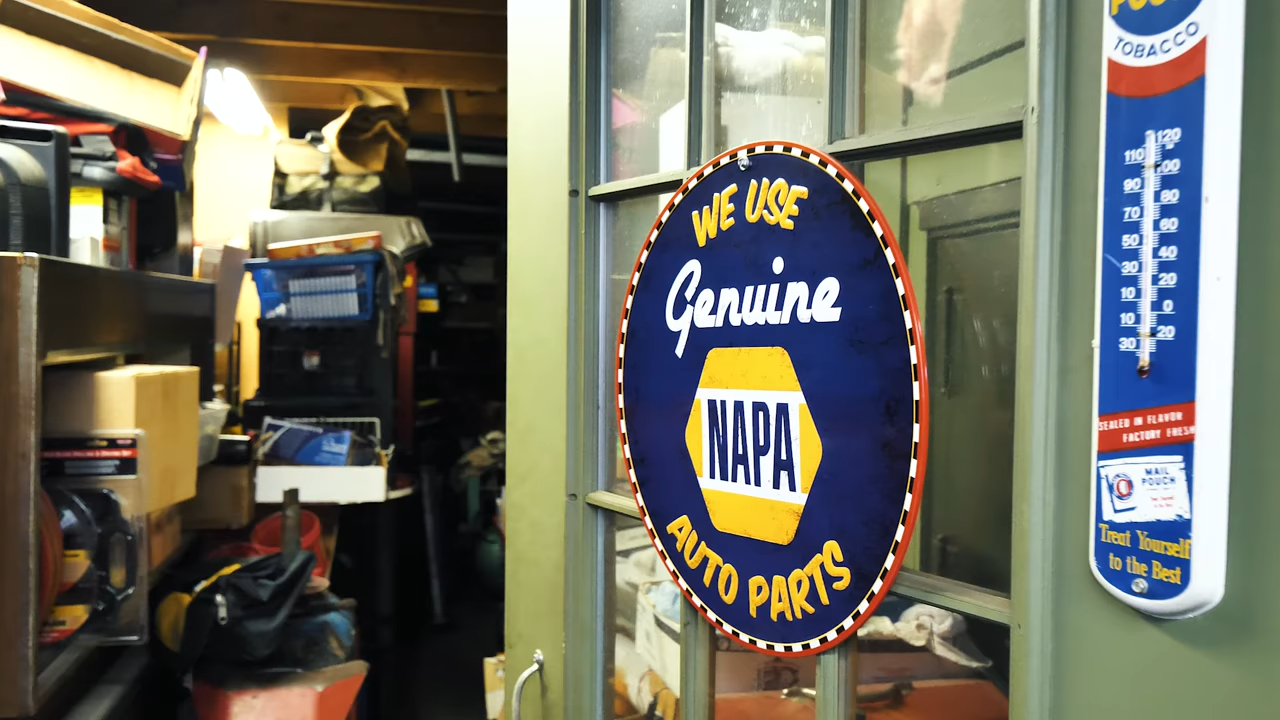 WE USE
Genuine
NAPA
AUTO PARTS
TOBACCO
120
110 100
90 80
70 60
50 40
30 20
10 0
10 20
30
SEALED IN FLAVOR
FACTORY FRESH
MAIL
POUCH
Treat Yourself
to the Best